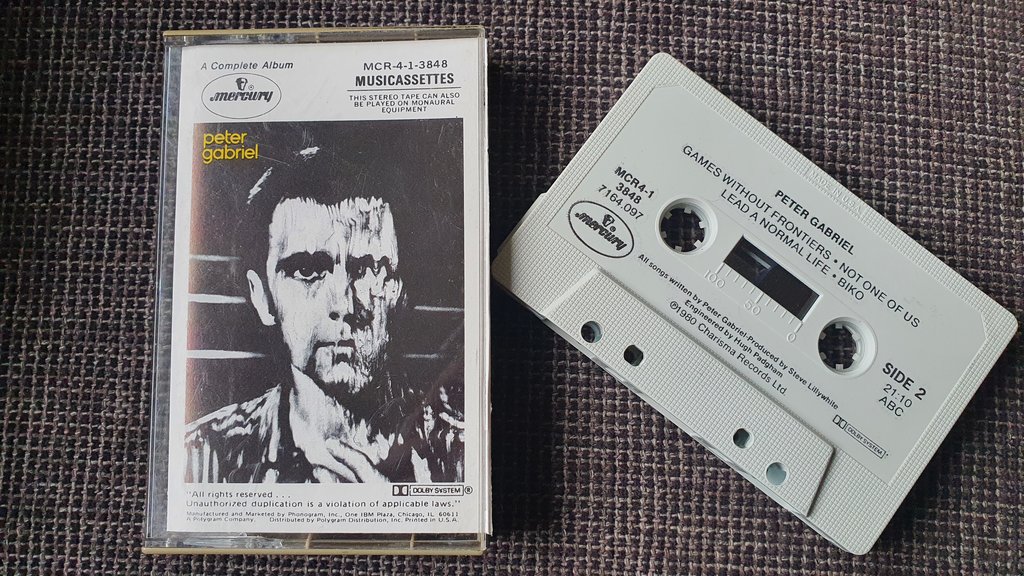 A Complete Album
mercury
MCR-4-1-3848
MUSICASSETTES
THIS STEREO TAPE CAN ALSO
BE PLAYED ON MONAURAL
EQUIPMENT
peter
gabriel
DOLBY SYSTEM®
"All rights reserved . . .
Unauthorized duplication is a violation of applicable laws."
Manufactured and Marketed by Phonogram, Inc., One IBM Plaza, Chicago, IL 60611
A Polygram Company. Distributed by Polygram Distribution, Inc. Printed in U.S.A.
PETER GABRIEL
GAMES WITHOUT FRONTIERS • NOT ONE OF US
LEAD A NORMAL LIFE • BIKO
MCR4-1
3848
7164.097
mercury
100 50 0
All songs written by Peter Gabriel•Produced by Steve Lillywhite
Engineered by Hugh Padgham
℗1980 Charisma Records Ltd.
SIDE 2
21:10
ABC
DOLBY SYSTEM